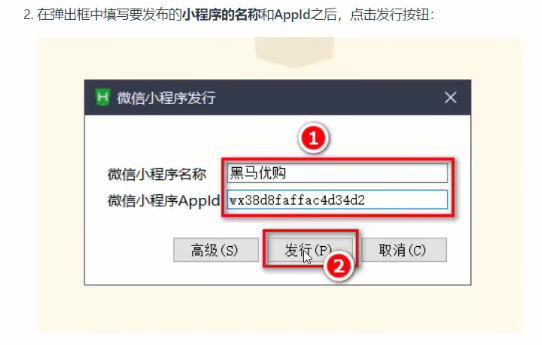 2. 在弹出框中填写要发布的小程序的名称和AppId之后，点击发行按钮：
微信小程序发行
1
微信小程序名称 黑马优购
微信小程序AppId wx38d8faffac4d34d2
高级(S) 发行(P) 取消(C)
2